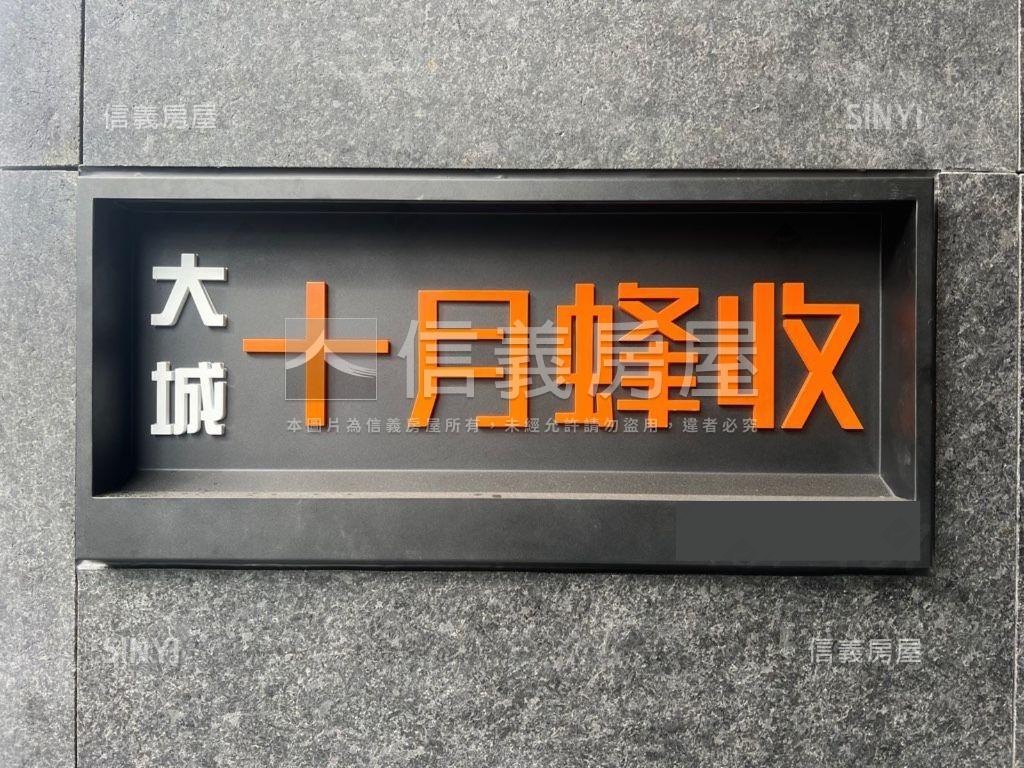 信義房屋 SINYI
大城 十月蜂收
信義房屋
本圖片為信義房屋所有，未經允許請勿盜用，違者必究
SINYI 信義房屋